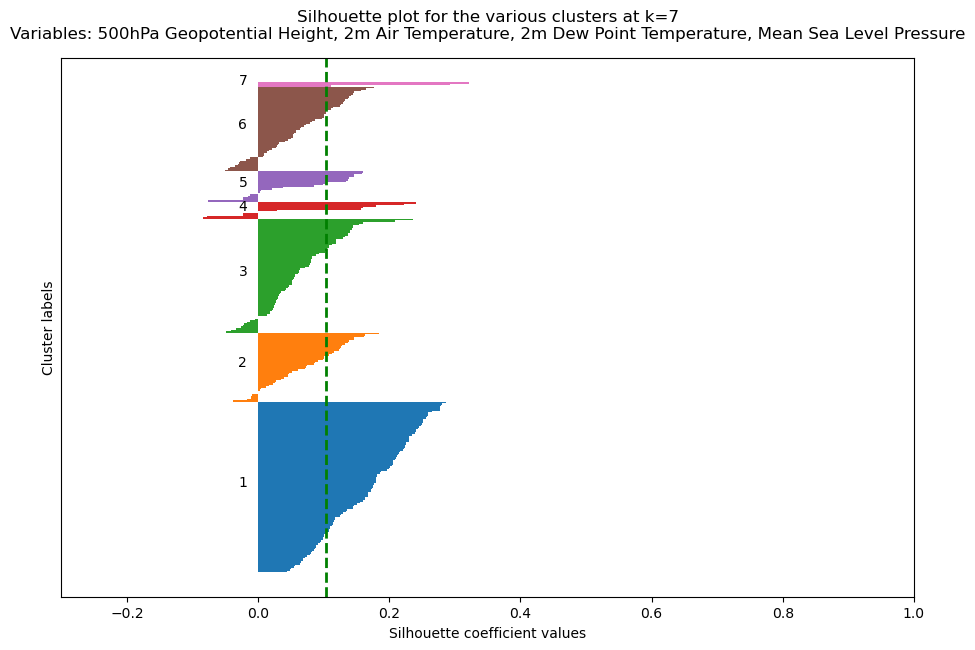 Silhouette plot for the various clusters at k=7
Variables: 500hPa Geopotential Height, 2m Air Temperature, 2m Dew Point Temperature, Mean Sea Level Pressure
Cluster labels
7
6
5
4
3
2
1
−0.2 0.0 0.2 0.4 0.6 0.8 1.0
Silhouette coefficient values